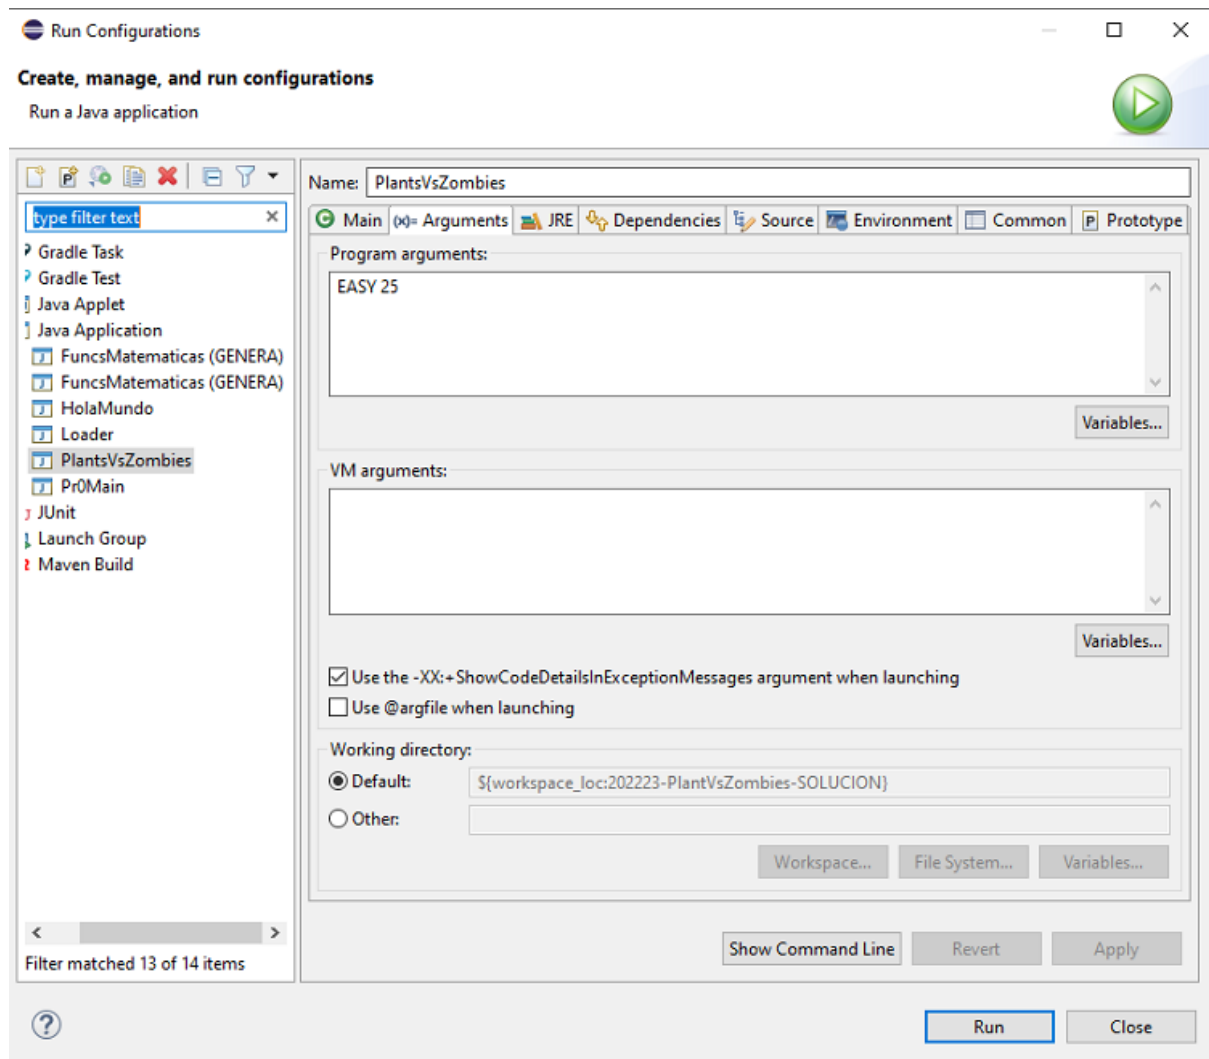 Run Configurations
Create, manage, and run configurations
Run a Java application
type filter text
Gradle Task
Gradle Test
Java Applet
Java Application
FuncsMatematicas (GENERA)
FuncsMatematicas (GENERA)
HolaMundo
Loader
PlantsVsZombies
Pr0Main
JUnit
Launch Group
Maven Build
Filter matched 13 of 14 items
Name: PlantsVsZombies
Main (x)= Arguments JRE Dependencies Source Environment Common P Prototype
Program arguments:
EASY 25
Variables...
VM arguments:
Variables...
Use the -XX:+ShowCodeDetailsInExceptionMessages argument when launching
Use @argfile when launching
Working directory:
Default: ${workspace_loc:202223-PlantVsZombies-SOLUCION}
Other:
Workspace... File System... Variables...
Show Command Line Revert Apply
Run Close